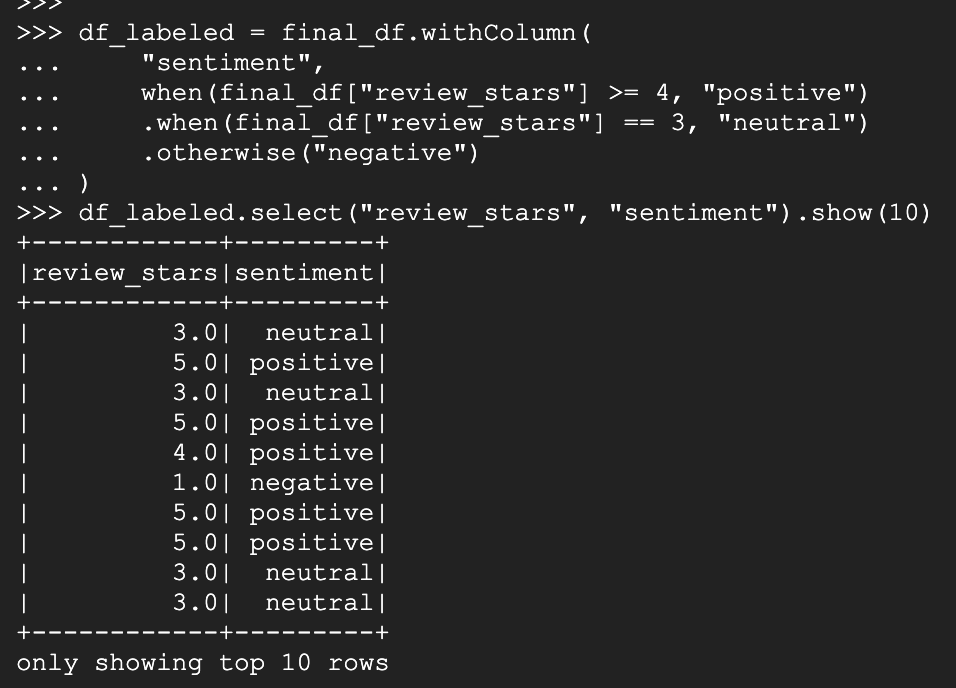 >>>
>>> df_labeled = final_df.withColumn(
...     "sentiment",
...     when(final_df["review_stars"] >= 4, "positive")
...     .when(final_df["review_stars"] == 3, "neutral")
...     .otherwise("negative")
... )
>>> df_labeled.select("review_stars", "sentiment").show(10)
+------------+---------+
|review_stars|sentiment|
+------------+---------+
|         3.0|  neutral|
|         5.0| positive|
|         3.0|  neutral|
|         5.0| positive|
|         4.0| positive|
|         1.0| negative|
|         5.0| positive|
|         5.0| positive|
|         3.0|  neutral|
|         3.0|  neutral|
+------------+---------+
only showing top 10 rows